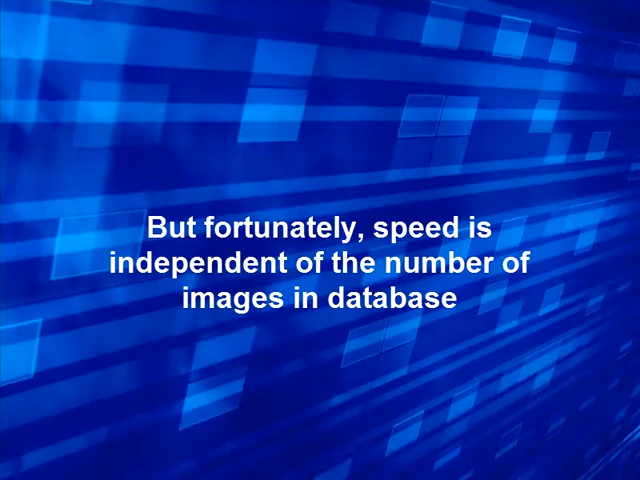 But fortunately, speed is
independent of the number of
images in database